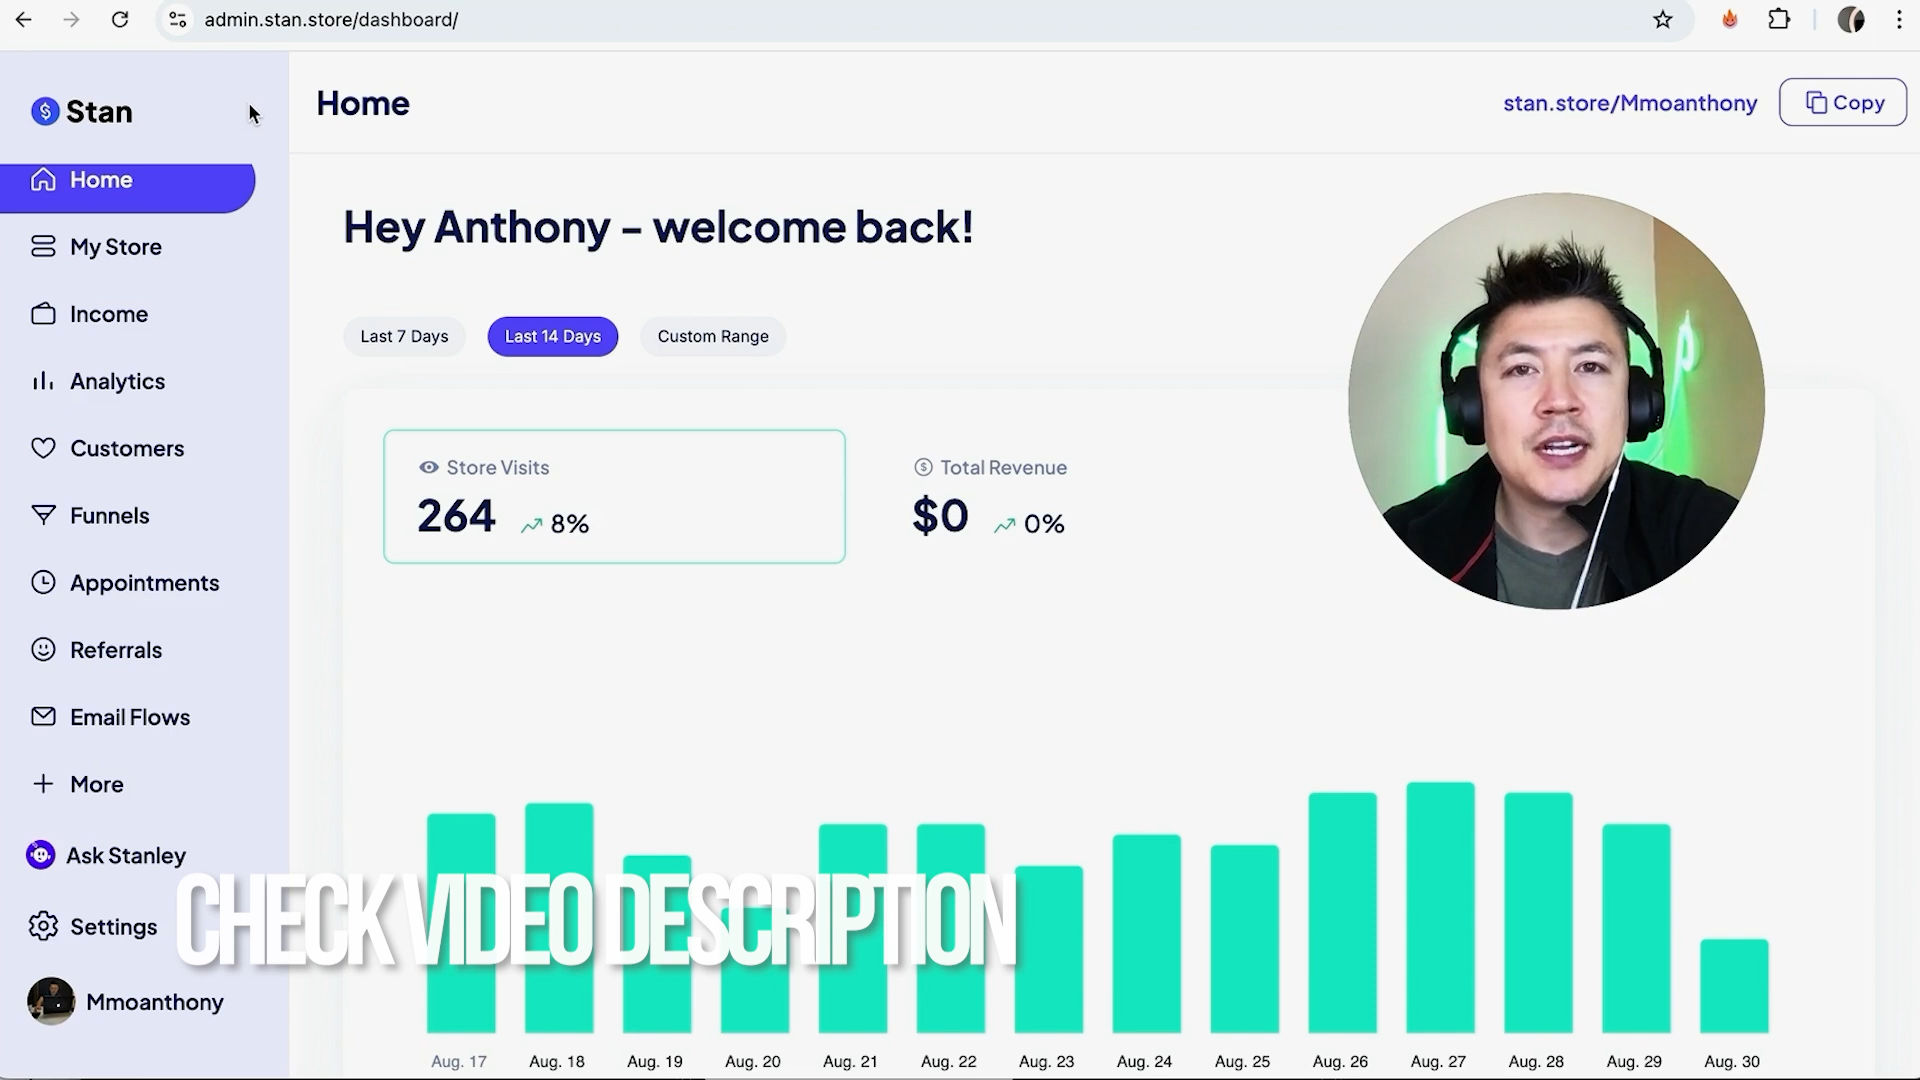 admin.stan.store/dashboard/
Stan
Home
My Store
Income
Analytics
Customers
Funnels
Appointments
Referrals
Email Flows
More
Ask Stanley
Settings
Mmoanthony
Home
stan.store/Mmoanthony
Copy
Hey Anthony - welcome back!
Last 7 Days
Last 14 Days
Custom Range
Store Visits
264 8%
Total Revenue
$0 0%
CHECK VIDEO DESCRIPTION
Aug. 17 Aug. 18 Aug. 19 Aug. 20 Aug. 21 Aug. 22 Aug. 23 Aug. 24 Aug. 25 Aug. 26 Aug. 27 Aug. 28 Aug. 29 Aug. 30